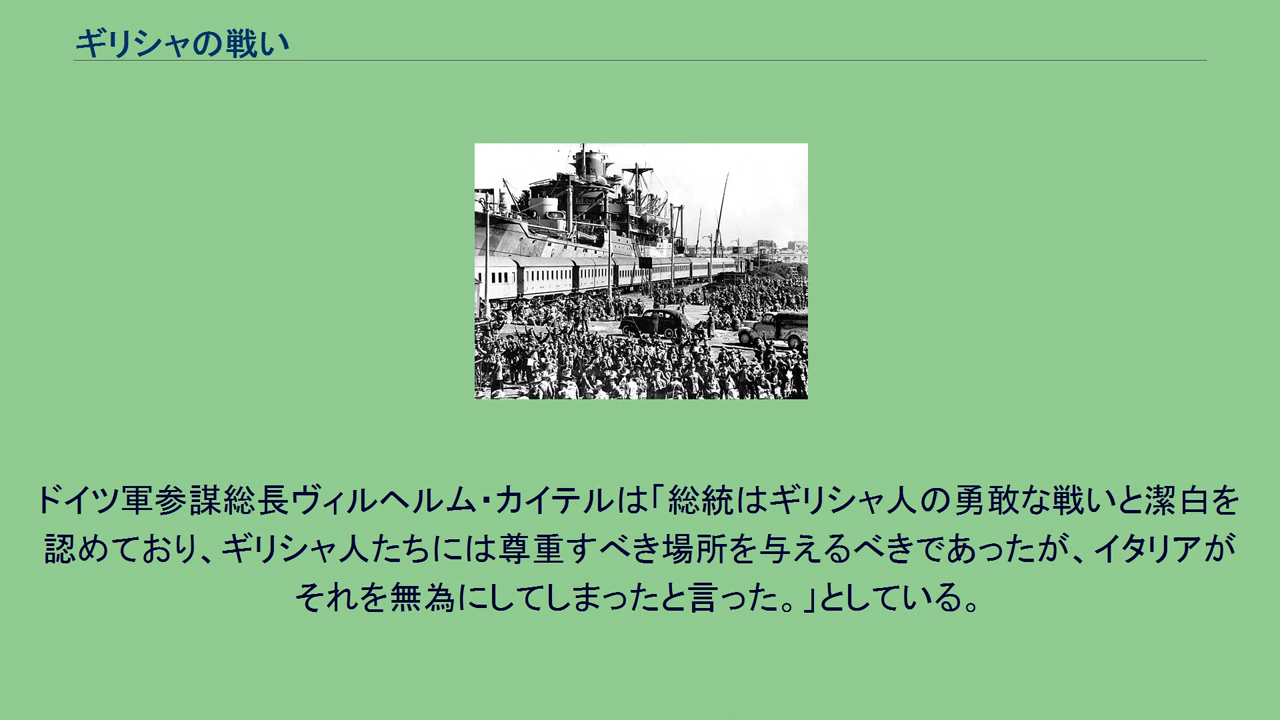 ギリシャの戦い
ドイツ軍参謀総長ヴィルヘルム・カイテルは「総統はギリシャ人の勇敢な戦いと潔白を
認めており、ギリシャ人たちには尊重すべき場所を与えるべきであったが、イタリアが
それを無為にしてしまったと言った。」としている。